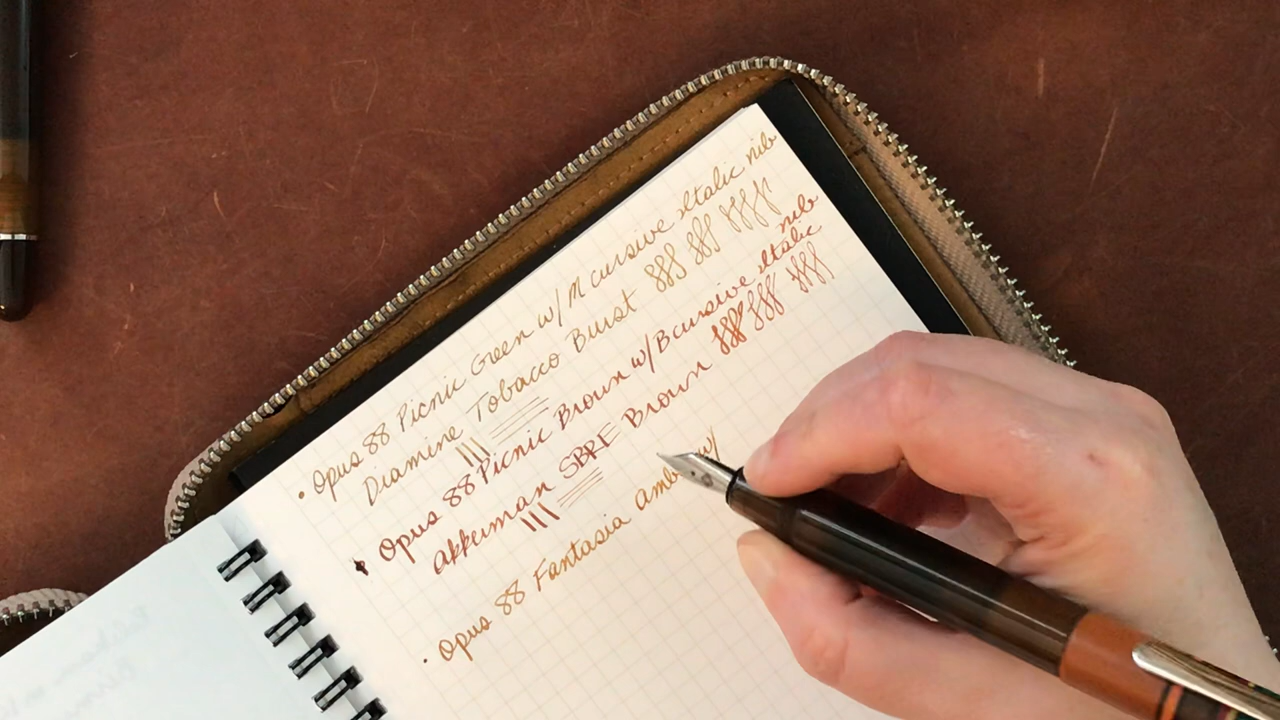 • Opus 88 Picnic Green w/ M cursive Italic nib
Diamine Tobacco Burst
• Opus 88 Picnic Brown w/ B cursive Italic nib
Akkerman SBRE Brown
• Opus 88 Fantasia amber w/